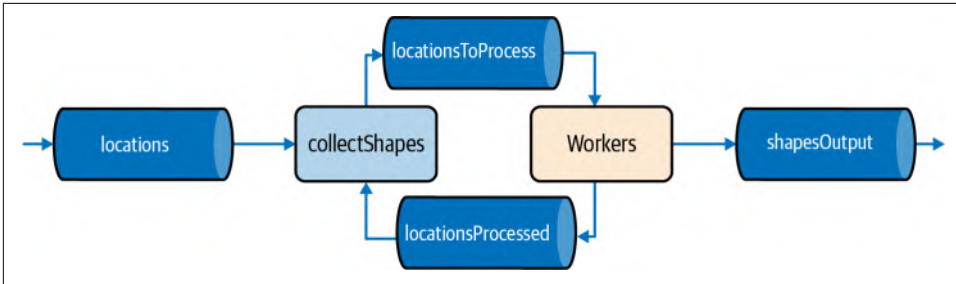 locationsToProcess
locations
collectShapes
Workers
shapesOutput
locationsProcessed